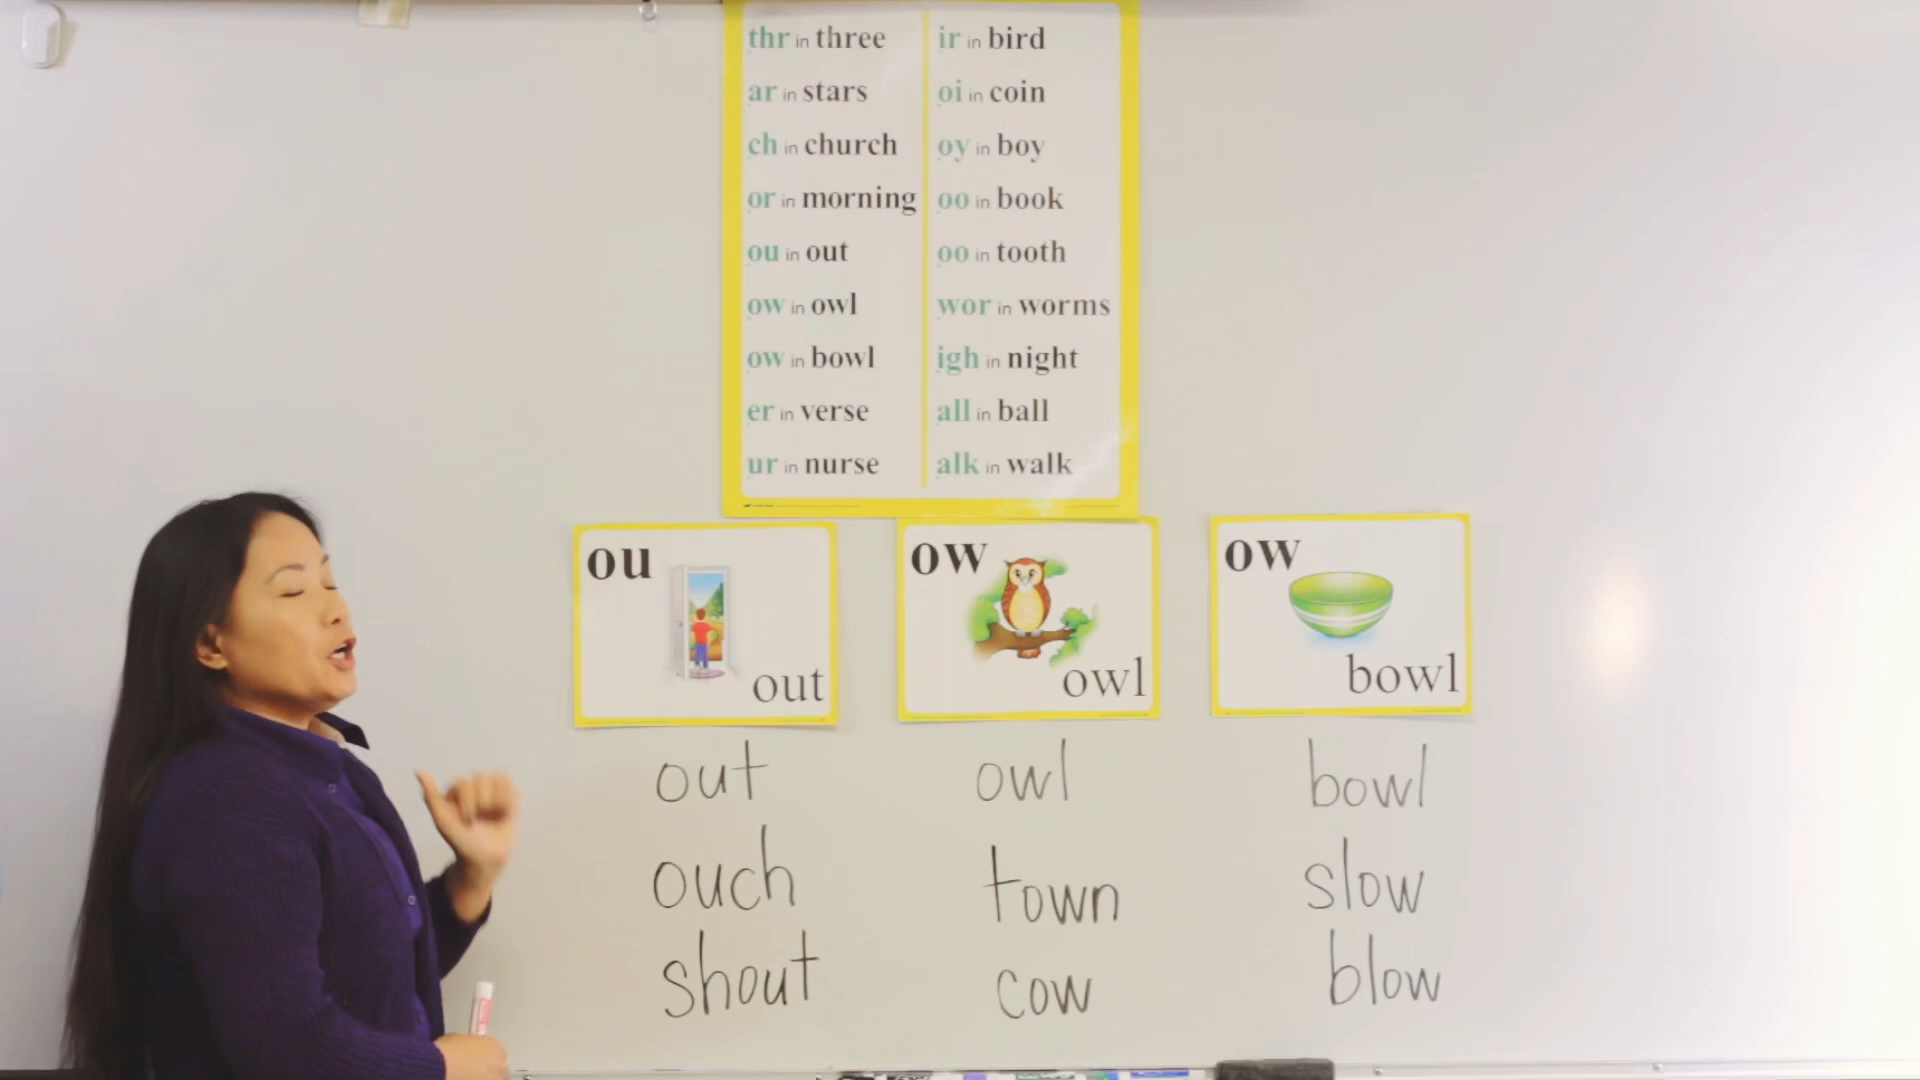 thr in three
ar in stars
ch in church
or in morning
ou in out
ow in owl
ow in bowl
er in verse
ur in nurse
ir in bird
oi in coin
oy in boy
oo in book
oo in tooth
wor in worms
igh in night
all in ball
alk in walk
ou
out
ow
owl
ow
bowl
out
ouch
shout
owl
town
cow
bowl
slow
blow